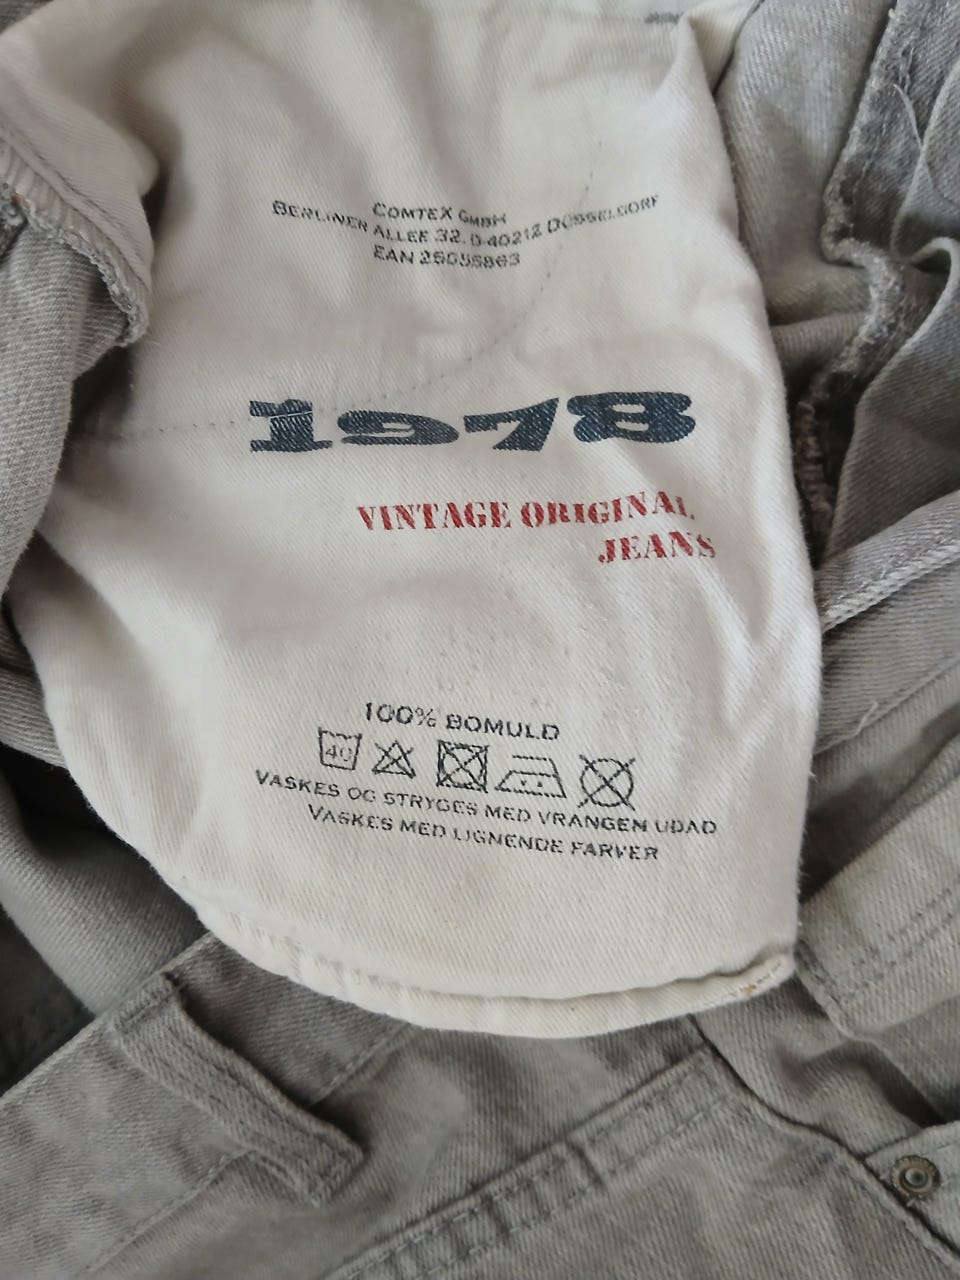 COMTEX GMBH
BERLINER ALLEE 32, D-40212 DÜSSELDORF
EAN 25055863
1978
VINTAGE ORIGINAL
JEANS
100% BOMULD
40
VASKES OG STRYGES MED VRANGEN UDAD
VASKES MED LIGNENDE FARVER